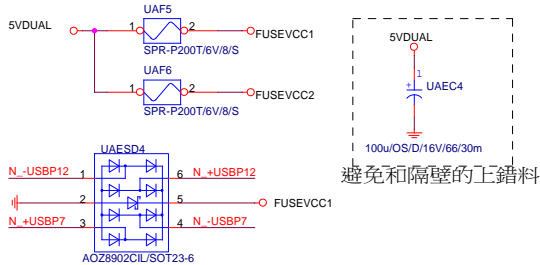 UAF5
5VDUAL
1
2
FUSEVCC1
SPR-P200T/6V/8/S
UAF6
1
2
FUSEVCC2
SPR-P200T/6V/8/S
5VDUAL
1
+
UAEC4
100u/OS/D/16V/66/30m
避免和隔壁的上錯料
UAESD4
N_-USBP12
1
6
N_+USBP12
2
5
FUSEVCC1
N_+USBP7
3
4
N_-USBP7
AOZ8902CIL/SOT23-6